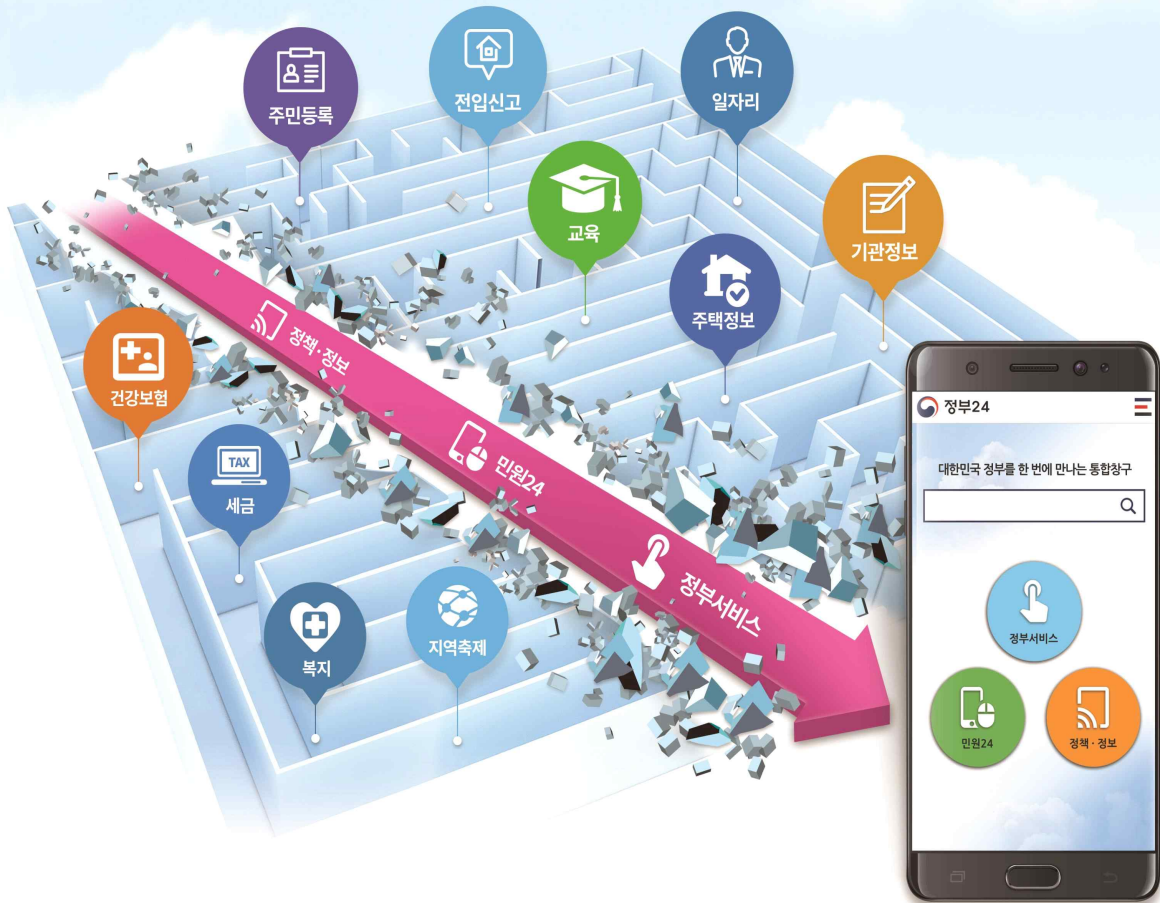 주민등록
전입신고
일자리
교육
기관정보
주택정보
건강보험
TAX
세금
복지
지역축제
정책·정보
민원24
정부서비스
정부24
대한민국 정부를 한 번에 만나는 통합창구
정부서비스
민원24
정책·정보